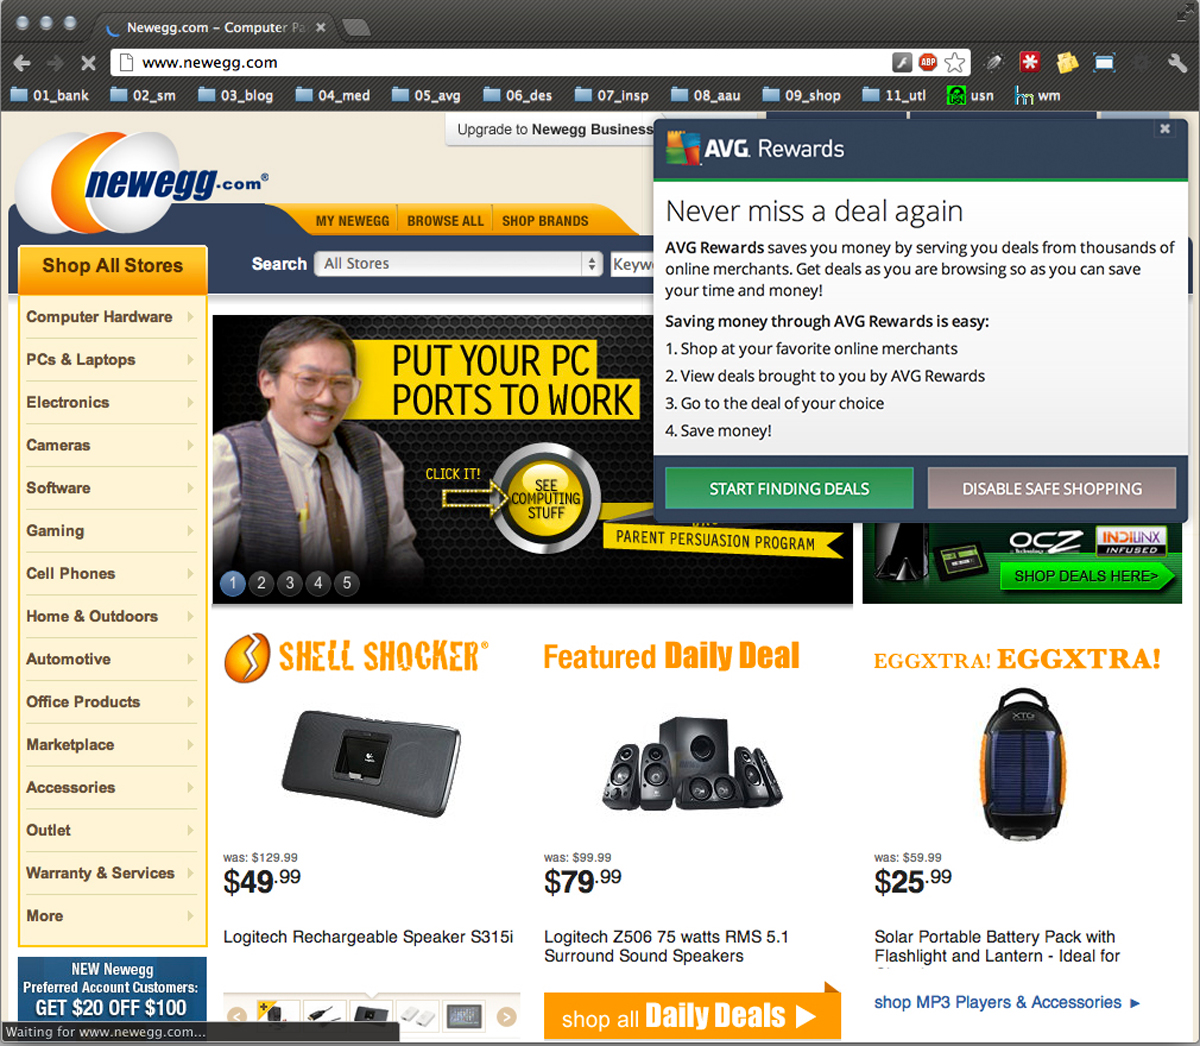 Newegg.com – Computer Pa
www.newegg.com
ABP
01_bank
02_sm
03_blog
04_med
05_avg
06_des
07_insp
08_aau
09_shop
11_utl
usn
hn wm
Upgrade to Newegg Business
newegg.com®
MY NEWEGG
BROWSE ALL
SHOP BRANDS
Search
All Stores
Keyw
Shop All Stores
Computer Hardware
PCs & Laptops
Electronics
Cameras
Software
Gaming
Cell Phones
Home & Outdoors
Automotive
Office Products
Marketplace
Accessories
Outlet
Warranty & Services
More
NEW Newegg
Preferred Account Customers:
GET $20 OFF $100
Waiting for www.newegg.com...
AVG. Rewards
Never miss a deal again
AVG Rewards saves you money by serving you deals from thousands of
online merchants. Get deals as you are browsing so as you can save
your time and money!
Saving money through AVG Rewards is easy:
1. Shop at your favorite online merchants
2. View deals brought to you by AVG Rewards
3. Go to the deal of your choice
4. Save money!
START FINDING DEALS
DISABLE SAFE SHOPPING
PUT YOUR PC
PORTS TO WORK
CLICK IT!
SEE
COMPUTING
STUFF
PARENT PERSUASION PROGRAM
1 2 3 4 5
OCZ
Technology
INDILINX
INFUSED
SHOP DEALS HERE>
SHELL SHOCKER®
was: $129.99
$49.99
Logitech Rechargeable Speaker S315i
Featured Daily Deal
was: $99.99
$79.99
Logitech Z506 75 watts RMS 5.1
Surround Sound Speakers
shop all Daily Deals
EGGXTRA! EGGXTRA!
XTG
was: $59.99
$25.99
Solar Portable Battery Pack with
Flashlight and Lantern - Ideal for
shop MP3 Players & Accessories